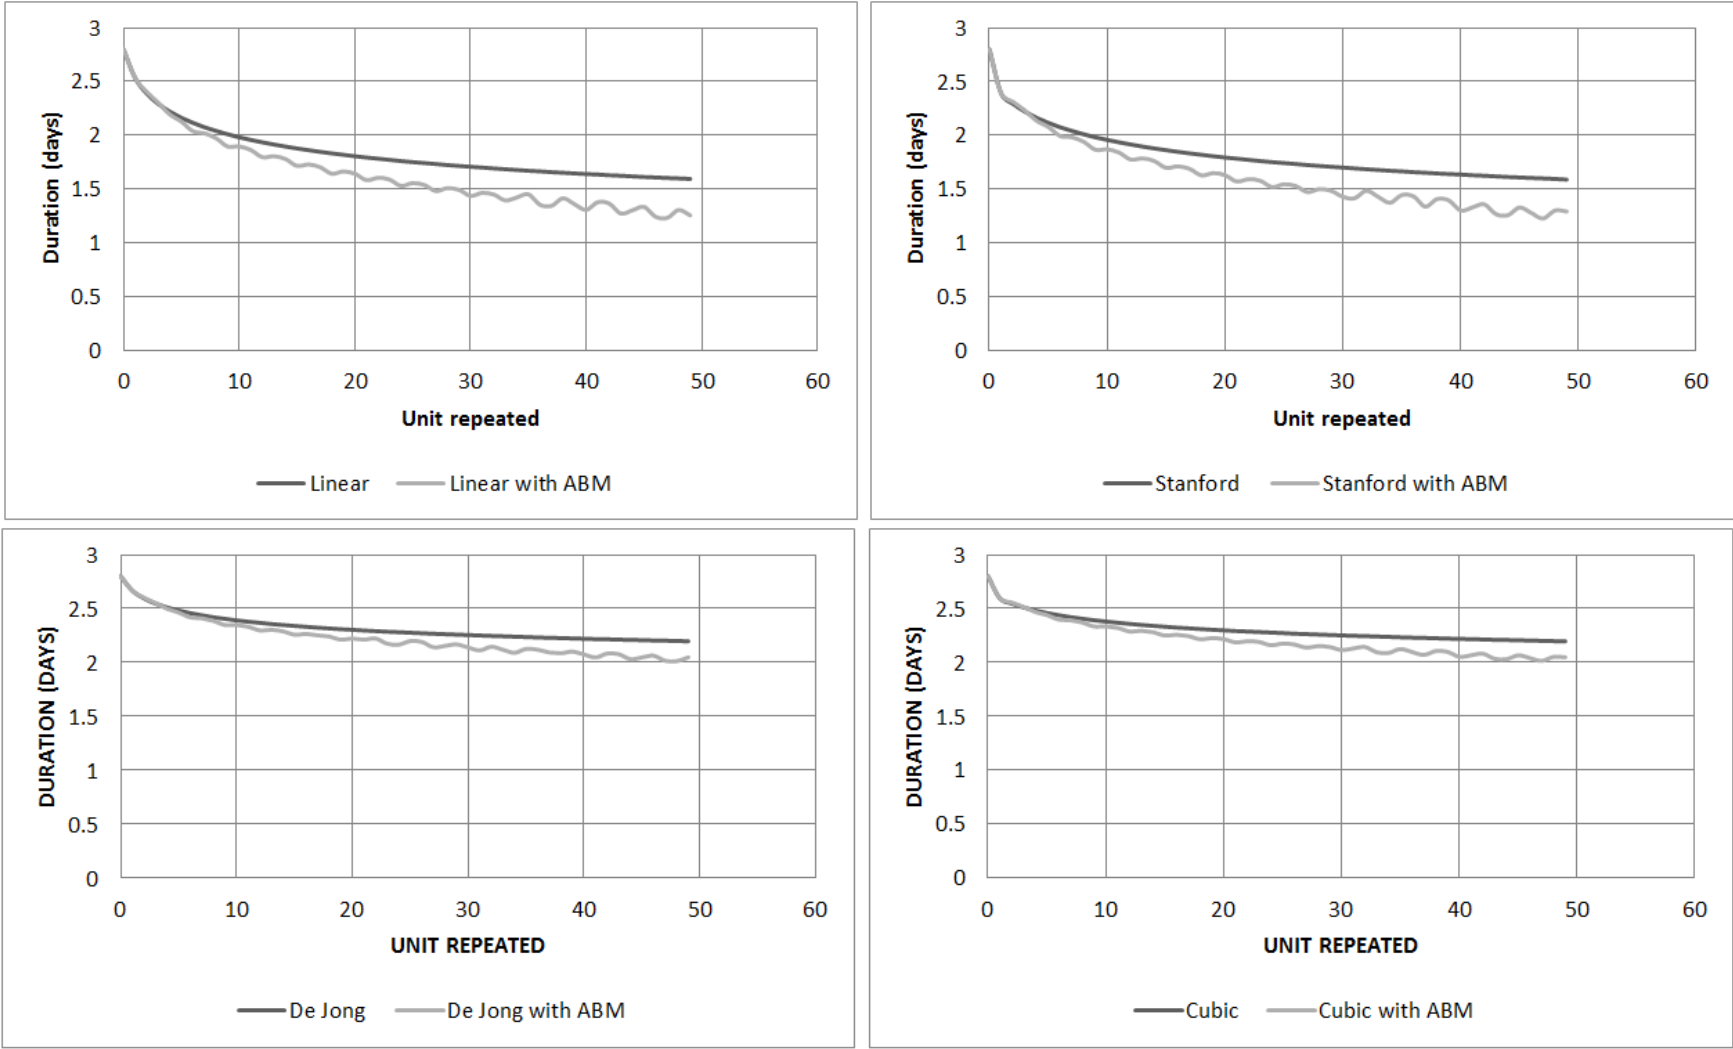 3
2.5
2
1.5
1
0.5
0
Duration (days)
0 10 20 30 40 50 60
Unit repeated
Linear Linear with ABM
3
2.5
2
1.5
1
0.5
0
Duration (days)
0 10 20 30 40 50 60
Unit repeated
Stanford Stanford with ABM
3
2.5
2
1.5
1
0.5
0
DURATION (DAYS)
0 10 20 30 40 50 60
UNIT REPEATED
De Jong De Jong with ABM
3
2.5
2
1.5
1
0.5
0
DURATION (DAYS)
0 10 20 30 40 50 60
UNIT REPEATED
Cubic Cubic with ABM